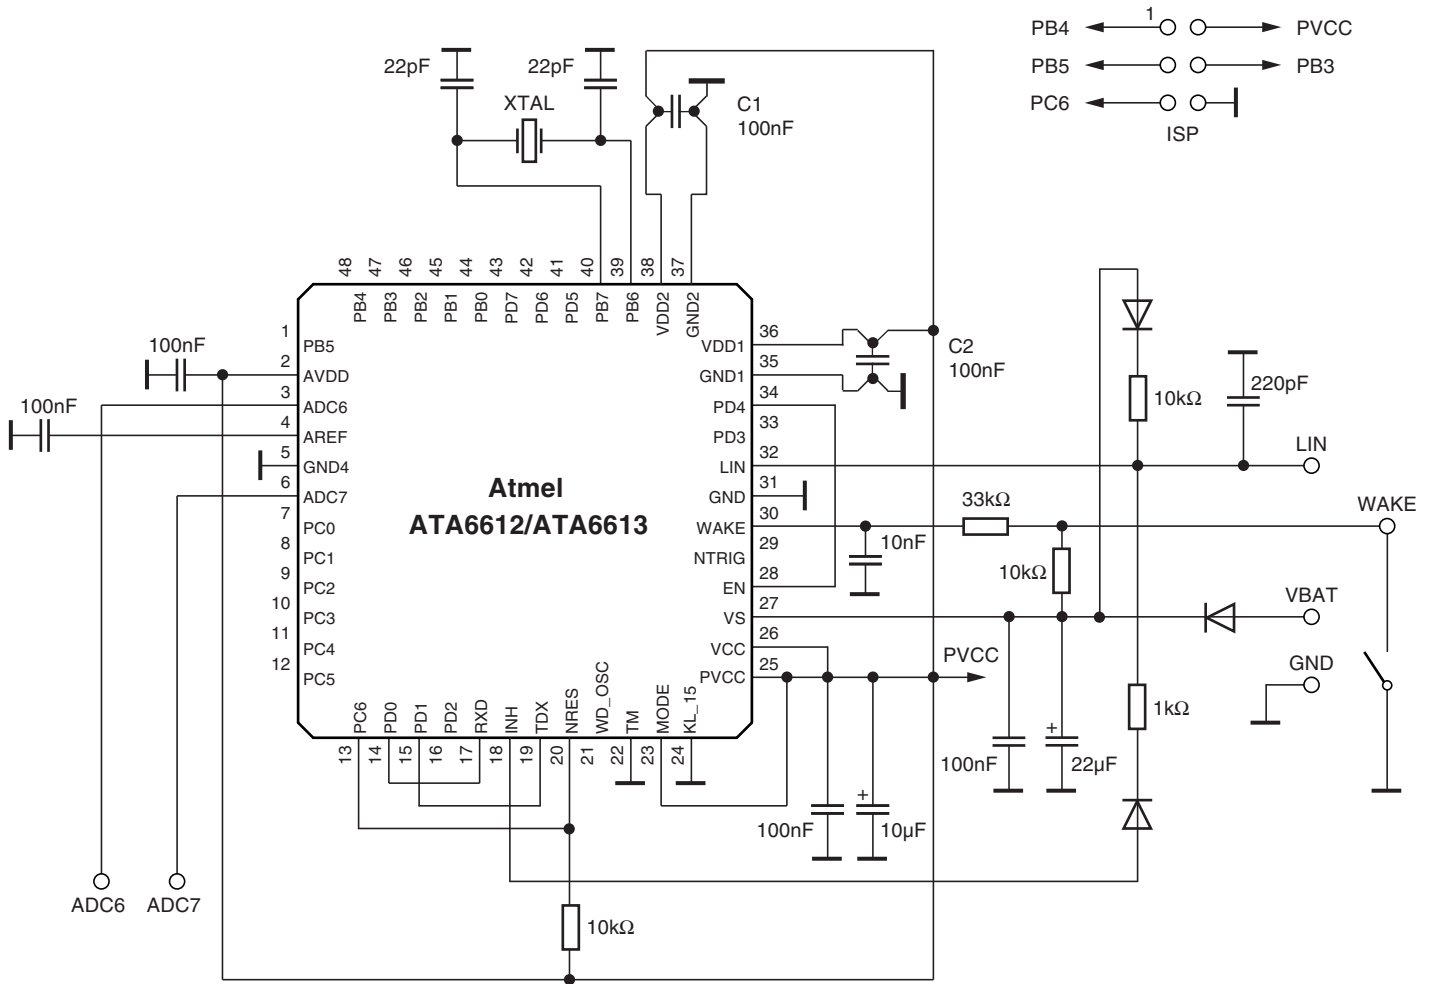 PB4 1 PVCC
PB5 PB3
PC6
ISP
22pF 22pF
XTAL
C1
100nF
48 47 46 45 44 43 42 41 40 39 38 37
PB4 PB3 PB2 PB1 PB0 PD7 PD6 PD5 PB7 PB6 VDD2 GND2
1 PB5
100nF
2 AVDD
3 ADC6
100nF
4 AREF
5 GND4
6 ADC7
7 PC0
8 PC1
9 PC2
10 PC3
11 PC4
12 PC5
Atmel
ATA6612/ATA6613
36 VDD1
35 GND1
34 PD4
33 PD3
32 LIN
31 GND
30 WAKE
29 NTRIG
28 EN
27 VS
26 VCC
25 PVCC
C2
100nF
10kΩ
220pF
LIN
33kΩ
WAKE
10nF
10kΩ
VBAT
PVCC
GND
1kΩ
100nF
+
22µF
PC6 PD0 PD1 PD2 RXD INH TDX NRES WD_OSC TM MODE KL_15
13 14 15 16 17 18 19 20 21 22 23 24
100nF
+
10µF
ADC6 ADC7
10kΩ